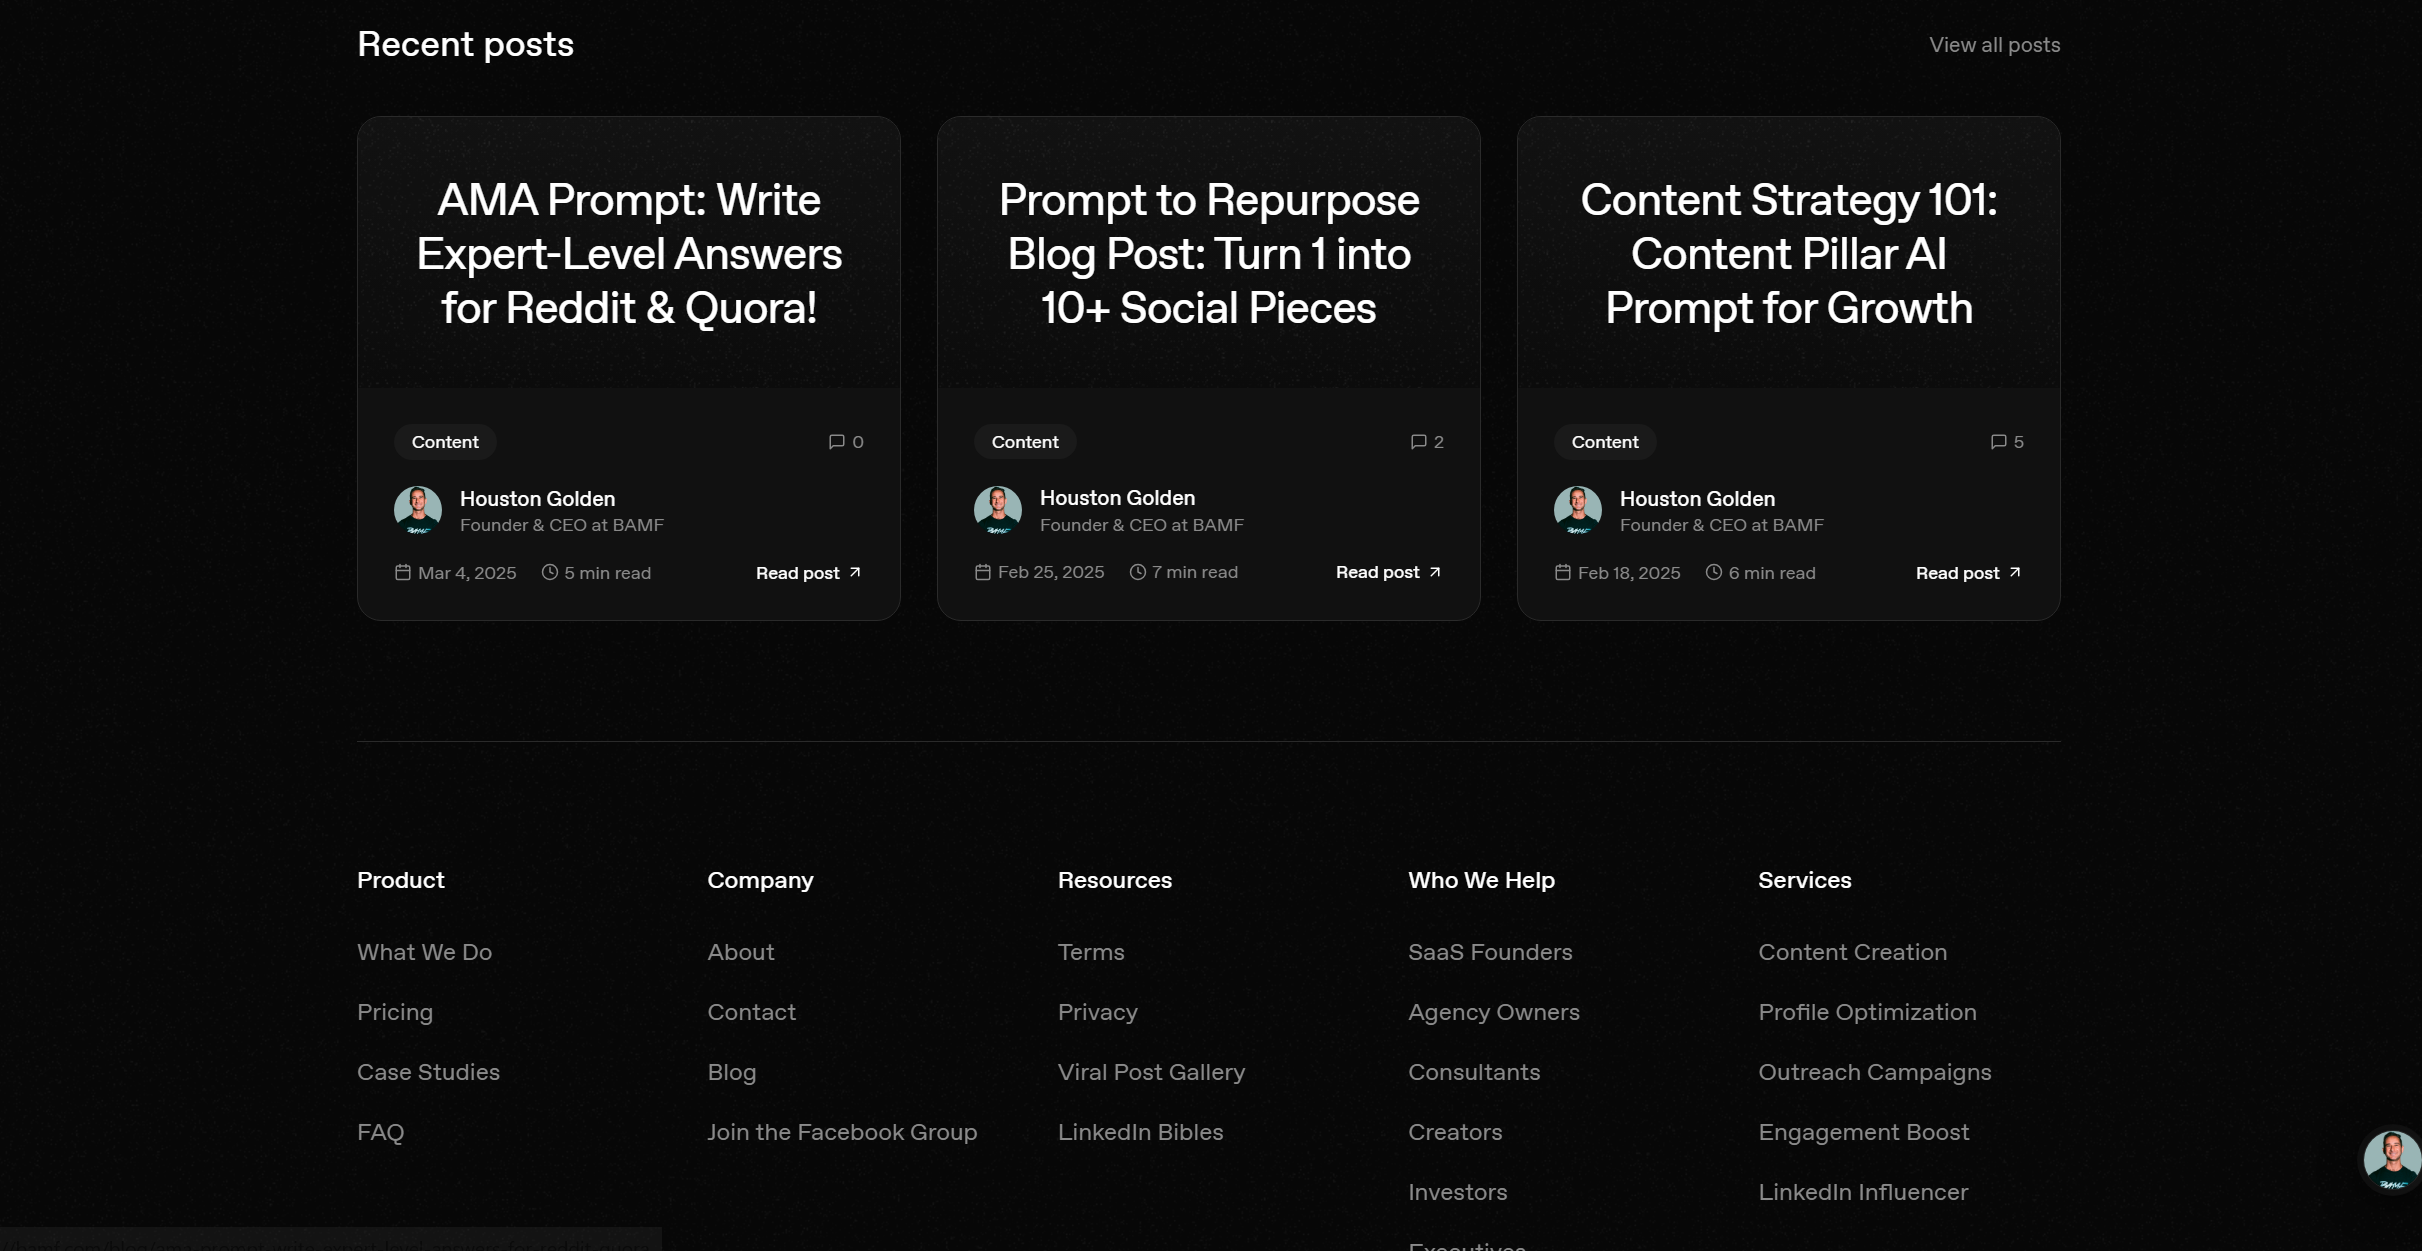 Recent posts
View all posts
AMA Prompt: Write
Expert-Level Answers
for Reddit & Quora!
Content
0
Houston Golden
Founder & CEO at BAMF
Mar 4, 2025
5 min read
Read post
Prompt to Repurpose
Blog Post: Turn 1 into
10+ Social Pieces
Content
2
Houston Golden
Founder & CEO at BAMF
Feb 25, 2025
7 min read
Read post
Content Strategy 101:
Content Pillar AI
Prompt for Growth
Content
5
Houston Golden
Founder & CEO at BAMF
Feb 18, 2025
6 min read
Read post
Product
What We Do
Pricing
Case Studies
FAQ
Company
About
Contact
Blog
Join the Facebook Group
Resources
Terms
Privacy
Viral Post Gallery
LinkedIn Bibles
Who We Help
SaaS Founders
Agency Owners
Consultants
Creators
Investors
Executives
Services
Content Creation
Profile Optimization
Outreach Campaigns
Engagement Boost
LinkedIn Influencer